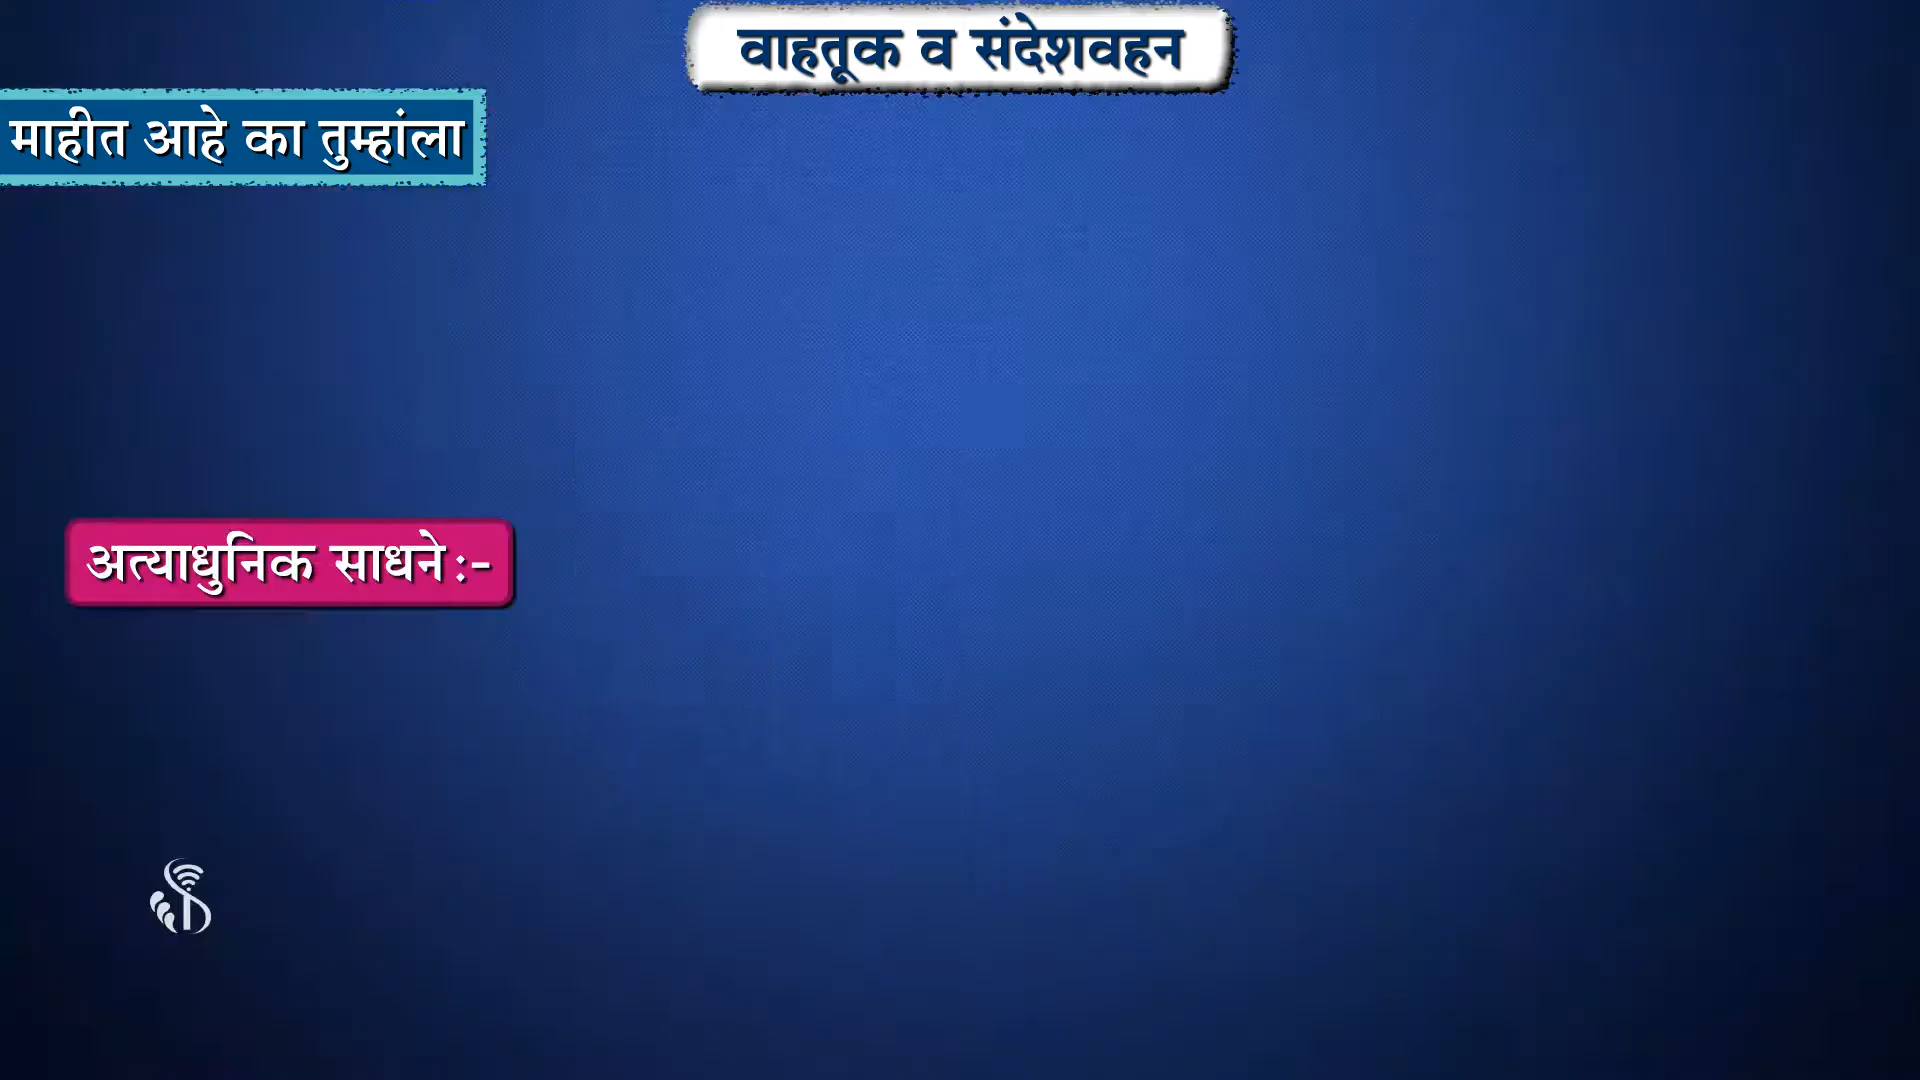 वाहतूक व संदेशवहन
माहीत आहे का तुम्हांला
अत्याधुनिक साधने:-